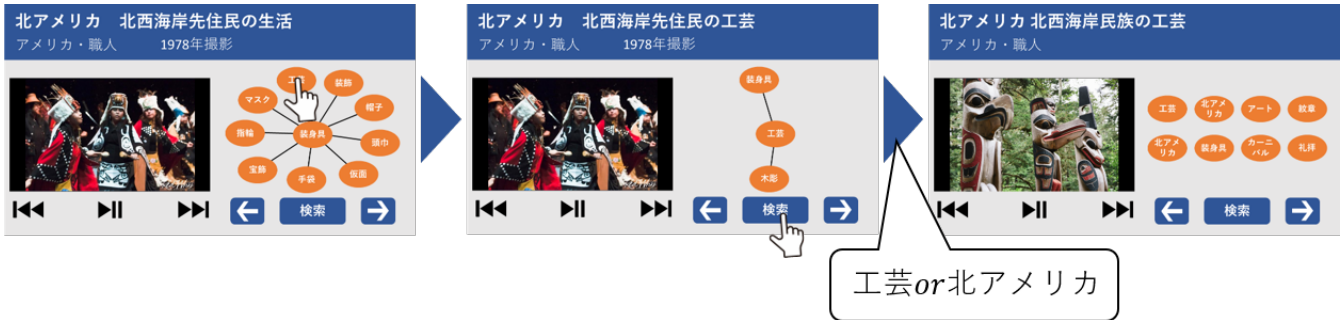 北アメリカ　北西海岸先住民の生活
アメリカ・職人　1978年撮影
工芸
装飾
マスク
帽子
指輪
装身具
頭巾
宝飾
手袋
仮面
検索
北アメリカ　北西海岸先住民の工芸
アメリカ・職人　1978年撮影
装身具
工芸
木彫
検索
工芸or北アメリカ
北アメリカ 北西海岸民族の工芸
アメリカ・職人
工芸
北アメ
リカ
アート
紋章
北アメ
リカ
装身具
カーニ
バル
礼拝
検索